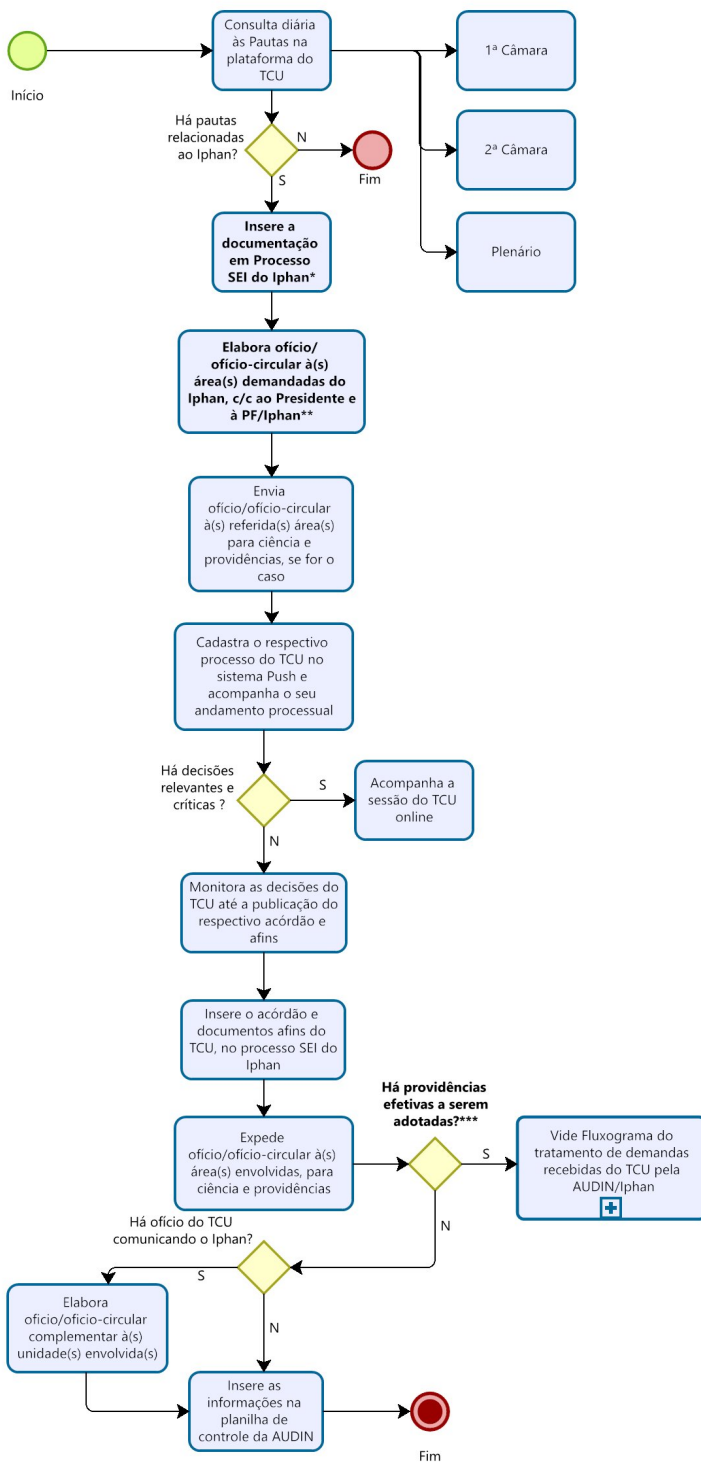 Consulta diária
às Pautas na
plataforma do
TCU
1ª Câmara
Início
Há pautas
relacionadas
ao Iphan?
N
S
Fim
2ª Câmara
Insere a
documentação
em Processo
SEI do Iphan*
Plenário
Elabora ofício/
ofício-circular à(s)
área(s) demandadas do
Iphan, c/c ao Presidente e
à PF/Iphan**
Envia
ofício/ofício-circular
à(s) referida(s) área(s)
para ciência e
providências, se for o
caso
Cadastra o respectivo
processo do TCU no
sistema Push e
acompanha o seu
andamento processual
Há decisões
relevantes e
críticas ?
S
N
Acompanha a
sessão do TCU
online
Monitora as decisões do
TCU até a publicação do
respectivo acórdão e
afins
Insere o acórdão e
documentos afins do
TCU, no processo SEI do
Iphan
Expede
ofício/ofício-circular à(s)
área(s) envolvidas, para
ciência e providências
Há providências
efetivas a serem
adotadas?***
S
N
Vide Fluxograma do
tratamento de demandas
recebidas do TCU pela
AUDIN/Iphan
Há ofício do TCU
comunicando o Iphan?
S
N
Elabora
oficio/oficio-circular
complementar à(s)
unidade(s) envolvida(s)
Insere as
informações na
planilha de
controle da AUDIN
Fim